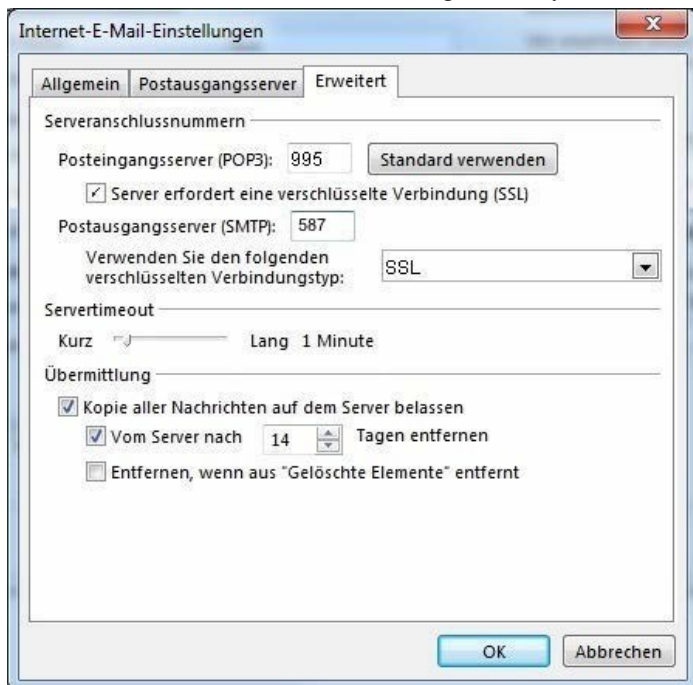 Internet-E-Mail-Einstellungen
Allgemein Postausgangsserver Erweitert
Serveranschlussnummern
Posteingangsserver (POP3): 995 Standard verwenden
Server erfordert eine verschlüsselte Verbindung (SSL)
Postausgangsserver (SMTP): 587
Verwenden Sie den folgenden
verschlüsselten Verbindungstyp: SSL
Servertimeout
Kurz Lang 1 Minute
Übermittlung
Kopie aller Nachrichten auf dem Server belassen
Vom Server nach 14 Tagen entfernen
Entfernen, wenn aus "Gelöschte Elemente" entfernt
OK Abbrechen